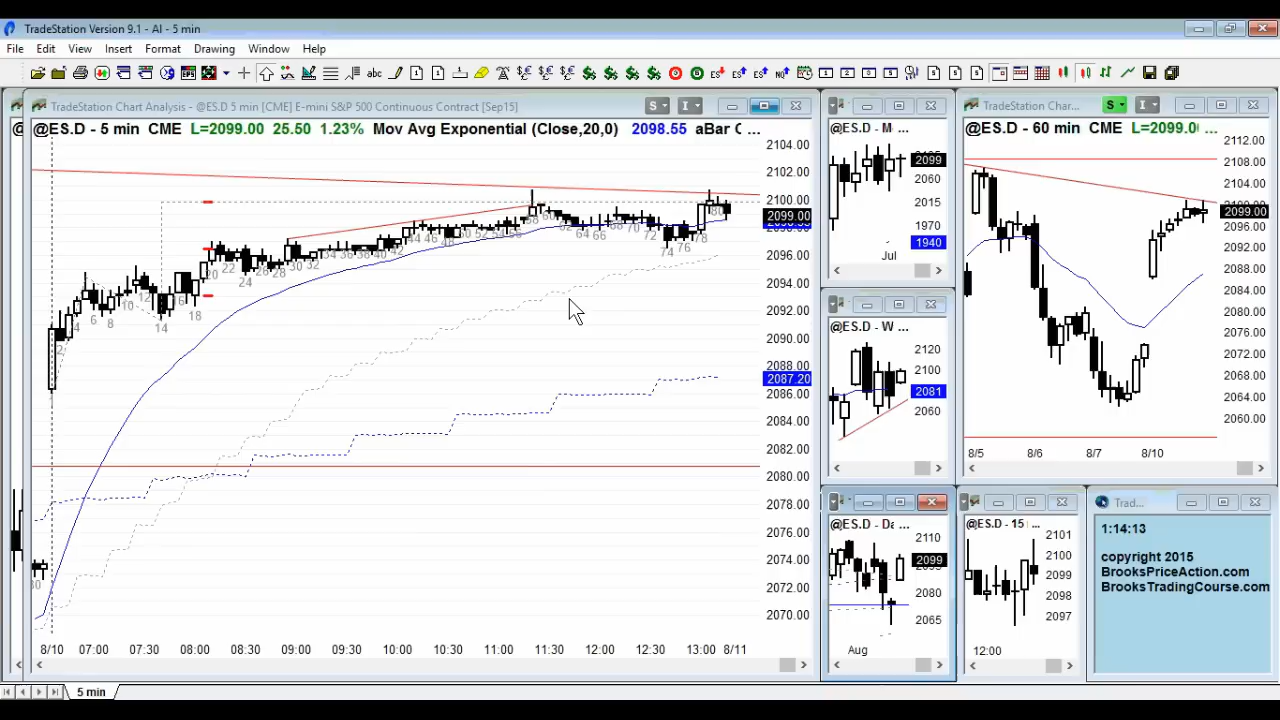 TradeStation Version 9.1 - AI - 5 min
File Edit View Insert Format Drawing Window Help
TradeStation Chart Analysis - @ES.D 5 min [CME] E-mini S&P 500 Continuous Contract [Sep15]
@ES.D - 5 min CME L=2099.00 25.50 1.23% Mov Avg Exponential (Close,20,0) 2098.55 aBar C ...
2104.00
2102.00
2100.00
2099.00
2096.00
2094.00
2092.00
2090.00
2088.00
2087.20
2086.00
2084.00
2082.00
2080.00
2078.00
2076.00
2074.00
2072.00
2070.00
8/10 07:00 07:30 08:00 08:30 09:00 09:30 10:00 10:30 11:00 11:30 12:00 12:30 13:00 8/11
5 min
@ES.D - M ...
2099
2060
2015
1970
1940
Jul
@ES.D - W ...
2120
2100
2081
2060
@ES.D - Da ...
2110
2099
2080
2065
Aug
TradeStation Char...
@ES.D - 60 min CME L=2099.0 ...
2112.00
2108.00
2104.00
2099.00
2096.00
2092.00
2088.00
2084.00
2080.00
2076.00
2072.00
2068.00
2064.00
2060.00
8/5 8/6 8/7 8/10
@ES.D - 15 ...
2101
2100
2099
2098
2097
12:00
Trad...
1:14:13
copyright 2015
BrooksPriceAction.com
BrooksTradingCourse.com